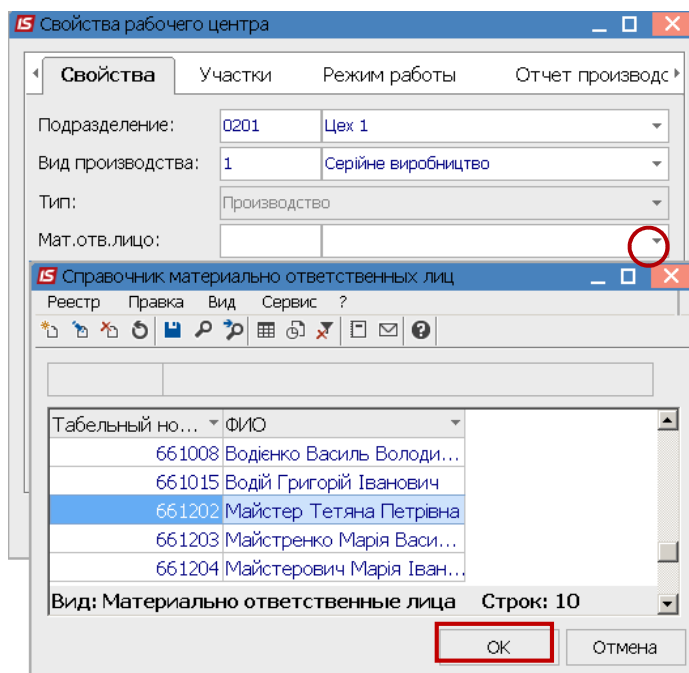 IS Свойства рабочего центра
Свойства Участки Режим работы Отчет производс
Подразделение: 0201 Цех 1
Вид производства: 1 Серійне виробництво
Тип: Производство
Мат.отв.лицо:
IS Справочник материально ответственных лиц
Реестр Правка Вид Сервис ?
Табельный но... ФИО
661008 Водієнко Василь Володи...
661015 Водій Григорій Іванович
661202 Майстер Тетяна Петрівна
661203 Майстренко Марія Васи...
661204 Майстерович Марія Іван...
Вид: Материально ответственные лица Строк: 10
OK Отмена